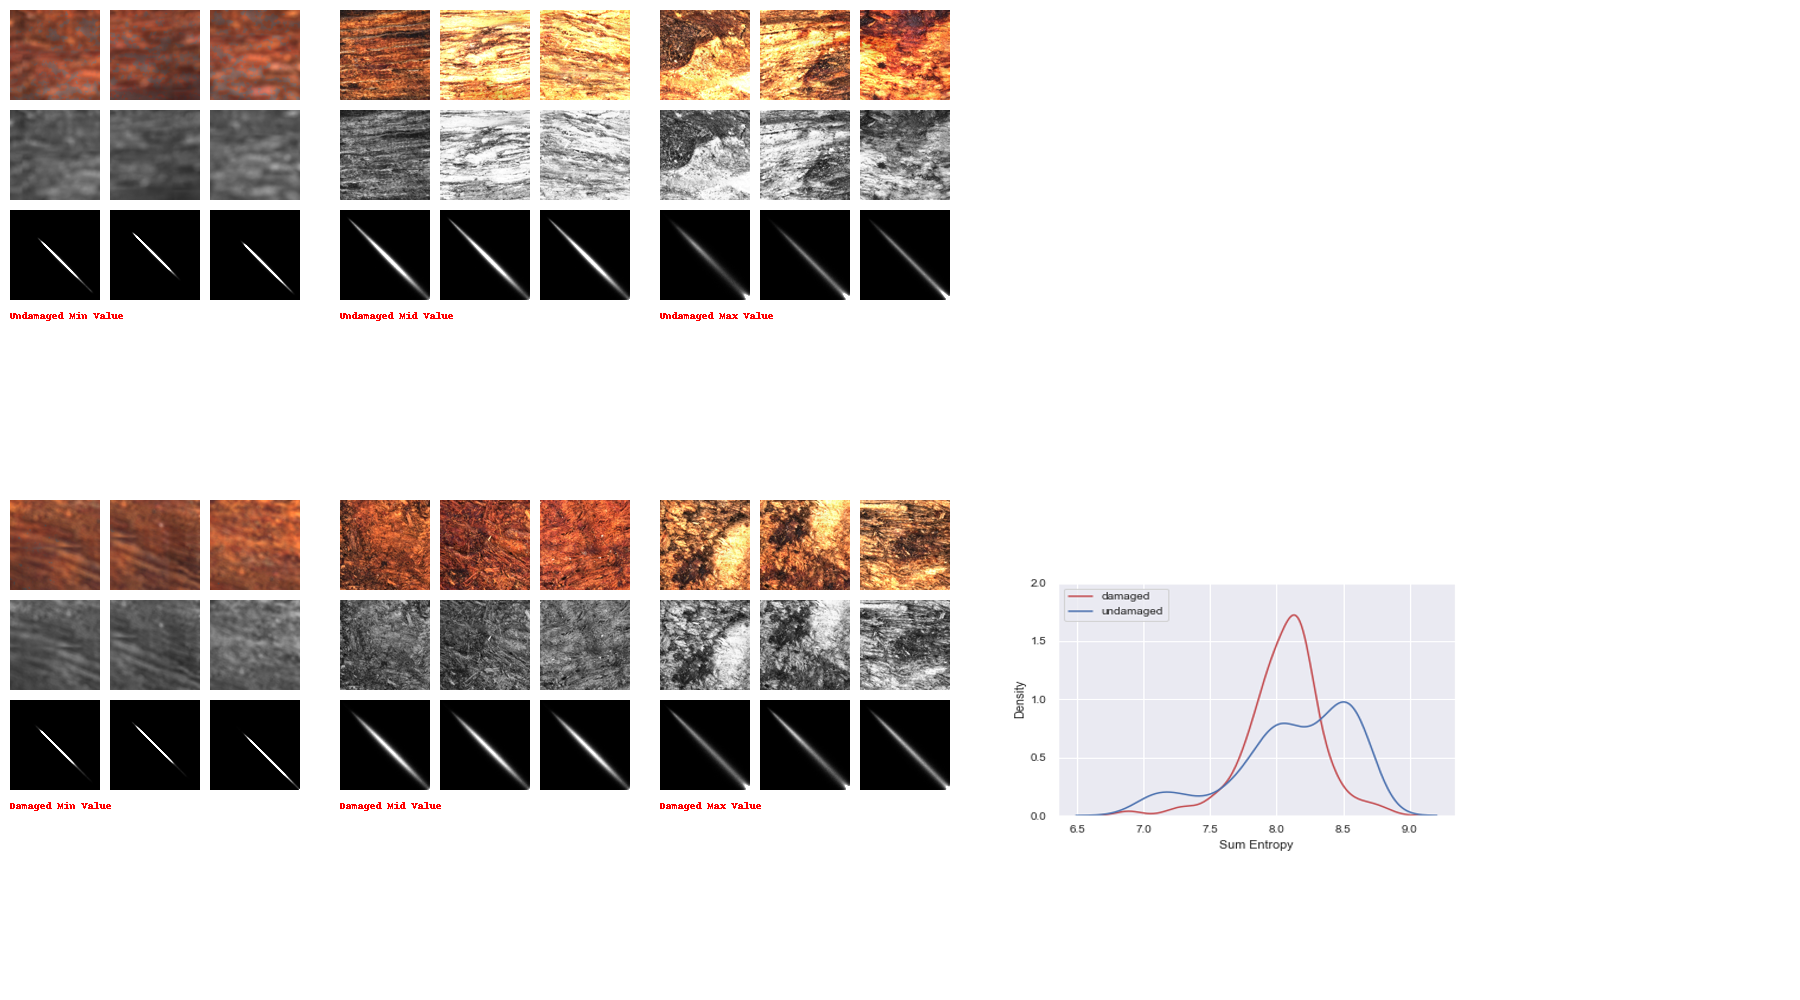 Undamaged Min Value
Undamaged Mid Value
Undamaged Max Value
Damaged Min Value
Damaged Mid Value
Damaged Max Value
damaged
undamaged
2.0
1.5
1.0
0.5
0.0
Density
6.5
7.0
7.5
8.0
8.5
9.0
Sum Entropy